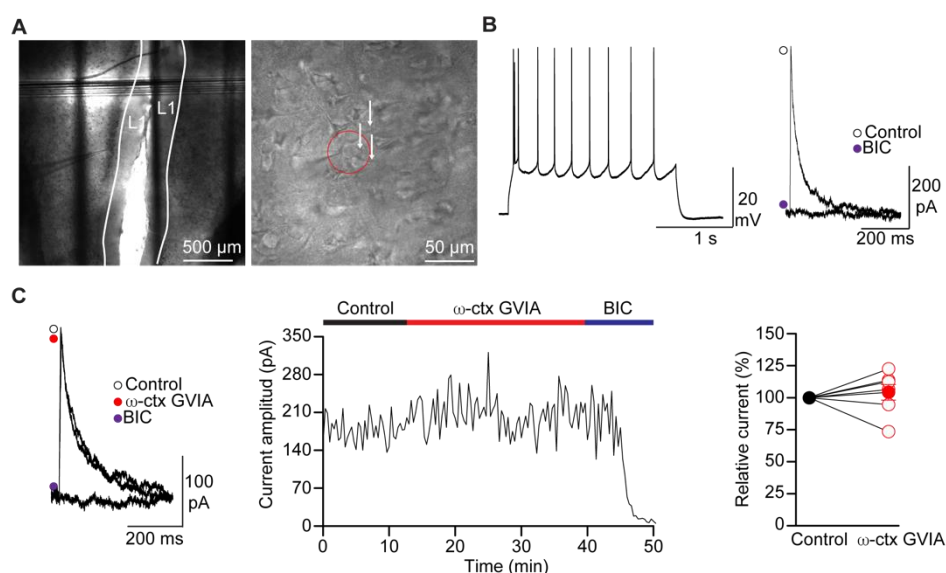 A
L1
L1
500 µm
50 µm
B
20
mV
1 s
Control
BIC
200
pA
200 ms
C
Control
ω-ctx GVIA
BIC
100
pA
200 ms
Control ω-ctx GVIA BIC
Current amplitud (pA)
350
280
210
140
70
0
0 10 20 30 40 50
Time (min)
Relative current (%)
150
125
100
75
50
25
0
Control ω-ctx GVIA